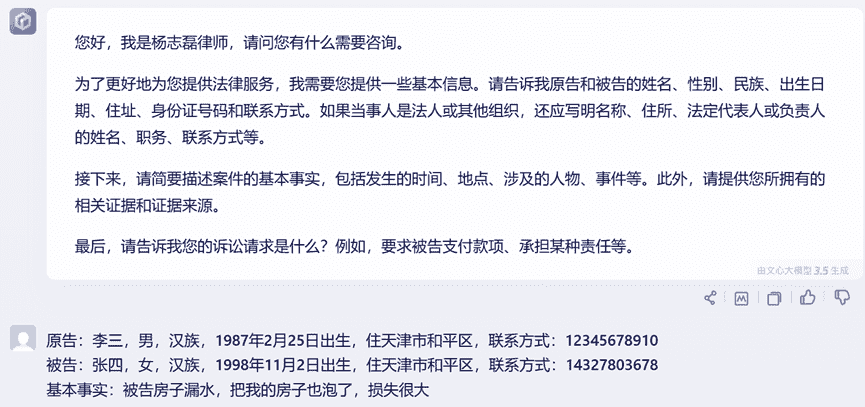 您好，我是杨志磊律师，请问您有什么需要咨询。
为了更好地为您提供法律服务，我需要您提供一些基本信息。请告诉我原告和被告的姓名、性别、民族、出生日
期、住址、身份证号码和联系方式。如果当事人是法人或其他组织，还应写明名称、住所、法定代表人或负责人
的姓名、职务、联系方式等。
接下来，请简要描述案件的基本事实，包括发生的时间、地点、涉及的人物、事件等。此外，请提供您所拥有的
相关证据和证据来源。
最后，请告诉我您的诉讼请求是什么？例如，要求被告支付款项、承担某种责任等。
由文心大模型 3.5 生成
原告：李三，男，汉族，1987年2月25日出生，住天津市和平区，联系方式：12345678910
被告：张四，女，汉族，1998年11月2日出生，住天津市和平区，联系方式：14327803678
基本事实：被告房子漏水，把我的房子也泡了，损失很大